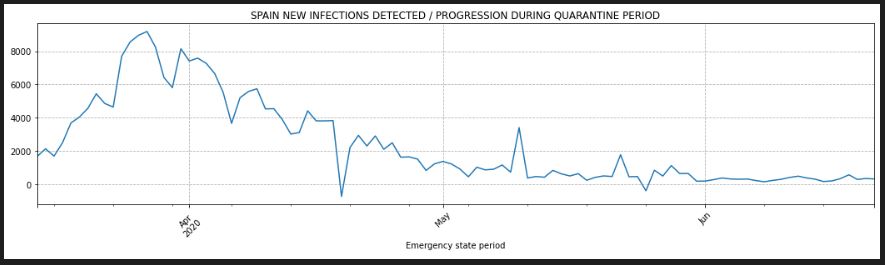 SPAIN NEW INFECTIONS DETECTED / PROGRESSION DURING QUARANTINE PERIOD
8000
6000
4000
2000
0
Apr
2020
May
Jun
Emergency state period